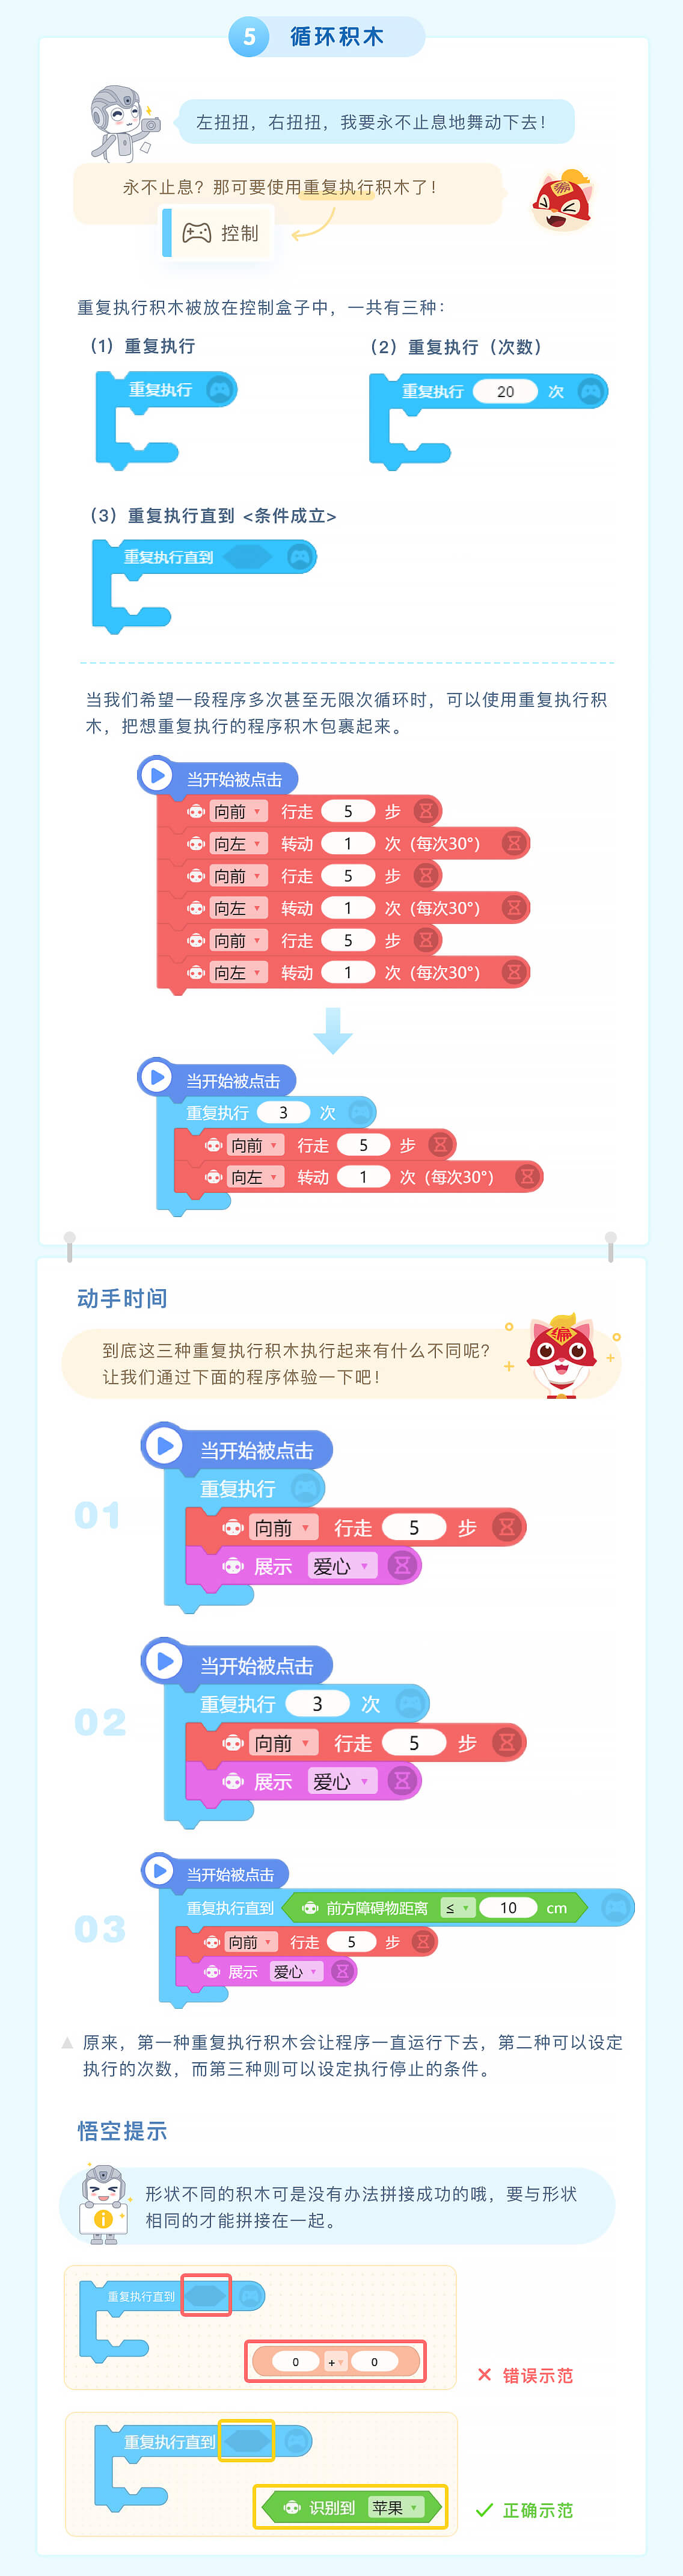 5 循环积木
左扭扭，右扭扭，我要永不止息地舞动下去！
永不止息？那可要使用重复执行积木了！
控制
重复执行积木被放在控制盒子中，一共有三种：
（1）重复执行
（2）重复执行（次数）
重复执行
重复执行 20 次
（3）重复执行直到 <条件成立>
重复执行直到
当我们希望一段程序多次甚至无限次循环时，可以使用重复执行积
木，把想重复执行的程序积木包裹起来。
当开始被点击
向前 行走 5 步
向左 转动 1 次（每次30°）
向前 行走 5 步
向左 转动 1 次（每次30°）
向前 行走 5 步
向左 转动 1 次（每次30°）
当开始被点击
重复执行 3 次
向前 行走 5 步
向左 转动 1 次（每次30°）
动手时间
到底这三种重复执行积木执行起来有什么不同呢？
让我们通过下面的程序体验一下吧！
01
当开始被点击
重复执行
向前 行走 5 步
展示 爱心
02
当开始被点击
重复执行 3 次
向前 行走 5 步
展示 爱心
03
当开始被点击
重复执行直到 前方障碍物距离 ≤ 10 cm
向前 行走 5 步
展示 爱心
原来，第一种重复执行积木会让程序一直运行下去，第二种可以设定
执行的次数，而第三种则可以设定执行停止的条件。
悟空提示
形状不同的积木可是没有办法拼接成功的哦，要与形状
相同的才能拼接在一起。
重复执行直到
0 + 0
错误示范
重复执行直到
识别到 苹果
正确示范